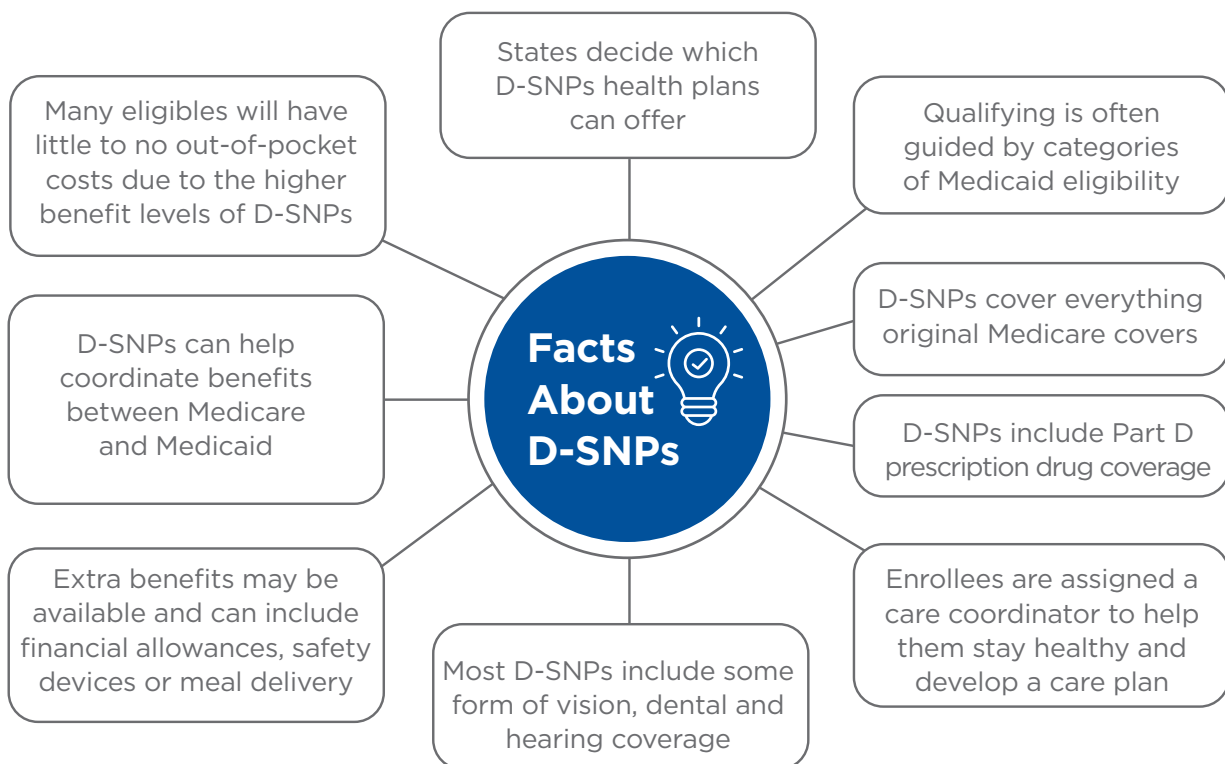 States decide which
D-SNPs health plans
can offer
Many eligibles will have
little to no out-of-pocket
costs due to the higher
benefit levels of D-SNPs
Qualifying is often
guided by categories
of Medicaid eligibility
D-SNPs can help
coordinate benefits
between Medicare
and Medicaid
Facts
About
D-SNPs
D-SNPs cover everything
original Medicare covers
D-SNPs include Part D
prescription drug coverage
Extra benefits may be
available and can include
financial allowances, safety
devices or meal delivery
Most D-SNPs include some
form of vision, dental and
hearing coverage
Enrollees are assigned a
care coordinator to help
them stay healthy and
develop a care plan